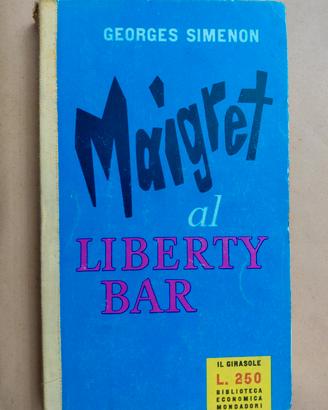 GEORGES SIMENON
Maigret
al
LIBERTY
BAR
IL GIRASOLE
L. 250
BIBLIOTECA
ECONOMICA
MONDADORI